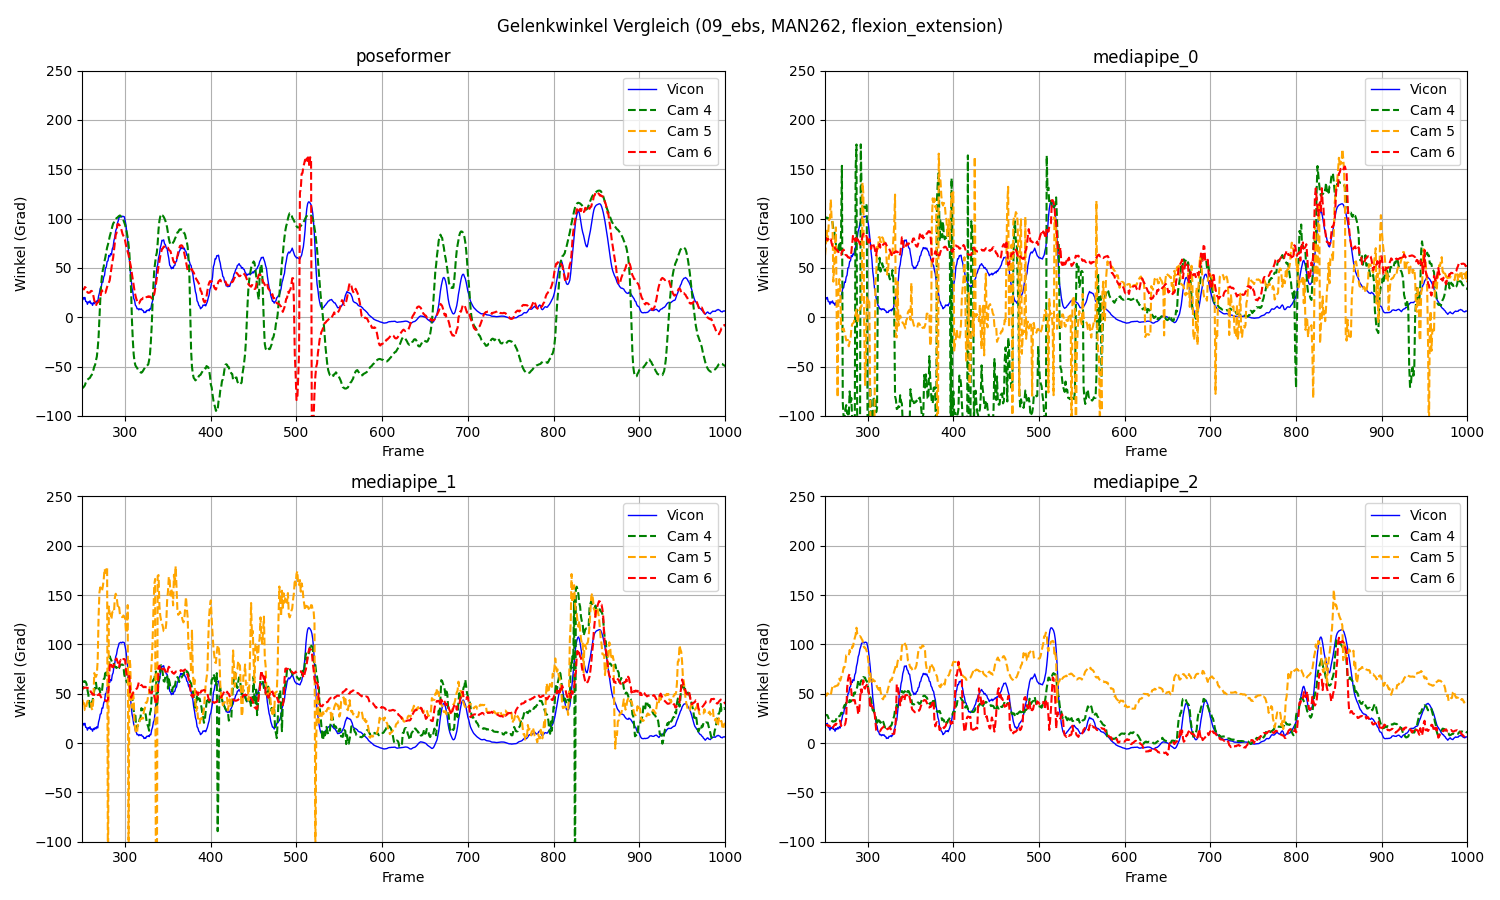 Gelenkwinkel Vergleich (09_ebs, MAN262, flexion_extension)
poseformer
250
200
150
100
50
0
−50
−100
300
400
500
600
700
800
900
1000
Winkel (Grad)
Frame
Vicon
Cam 4
Cam 5
Cam 6
mediapipe_0
250
200
150
100
50
0
−50
−100
300
400
500
600
700
800
900
1000
Winkel (Grad)
Frame
Vicon
Cam 4
Cam 5
Cam 6
mediapipe_1
250
200
150
100
50
0
−50
−100
300
400
500
600
700
800
900
1000
Winkel (Grad)
Frame
Vicon
Cam 4
Cam 5
Cam 6
mediapipe_2
250
200
150
100
50
0
−50
−100
300
400
500
600
700
800
900
1000
Winkel (Grad)
Frame
Vicon
Cam 4
Cam 5
Cam 6